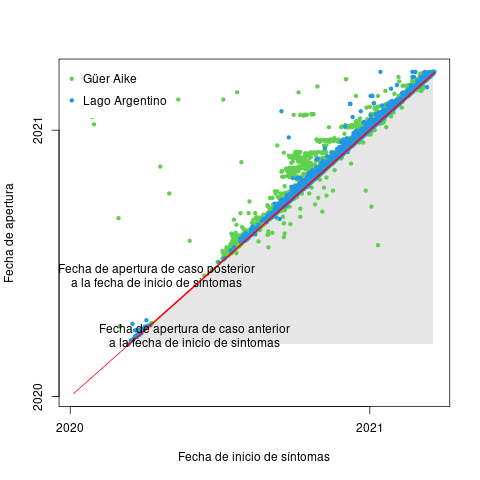 Güer Aike
Lago Argentino
2021
Fecha de apertura
Fecha de apertura de caso posterior
a la fecha de inicio de síntomas
Fecha de apertura de caso anterior
a la fecha de inicio de síntomas
2020
2020
2021
Fecha de inicio de síntomas